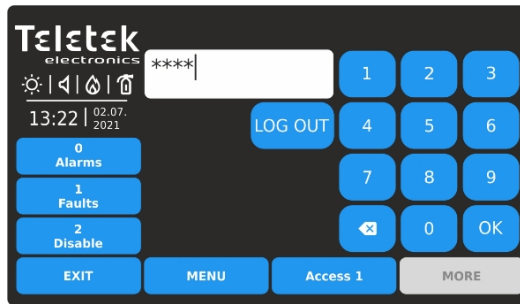 Teletek
electronics
****
13:22 | 02.07.
2021
0
Alarms
1
Faults
2
Disable
LOG OUT
1 2 3
4 5 6
7 8 9
0 OK
EXIT MENU Access 1 MORE